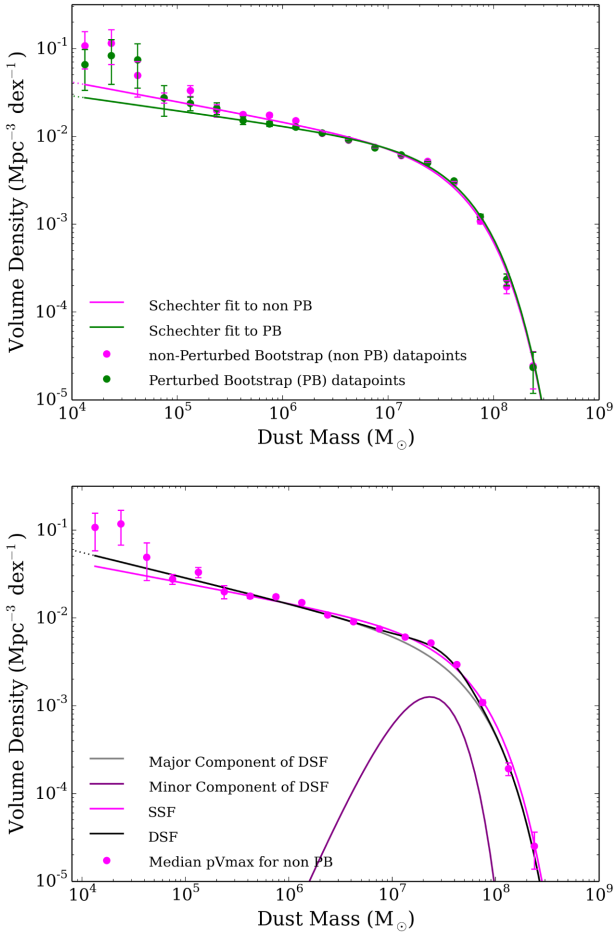 10⁻¹
10⁻²
10⁻³
10⁻⁴
10⁻⁵
Volume Density (Mpc⁻³ dex⁻¹)
Schechter fit to non PB
Schechter fit to PB
non-Perturbed Bootstrap (non PB) datapoints
Perturbed Bootstrap (PB) datapoints
10⁴ 10⁵ 10⁶ 10⁷ 10⁸ 10⁹
Dust Mass (M☉)
10⁻¹
10⁻²
10⁻³
10⁻⁴
10⁻⁵
Volume Density (Mpc⁻³ dex⁻¹)
Major Component of DSF
Minor Component of DSF
SSF
DSF
Median pVmax for non PB
10⁴ 10⁵ 10⁶ 10⁷ 10⁸ 10⁹
Dust Mass (M☉)